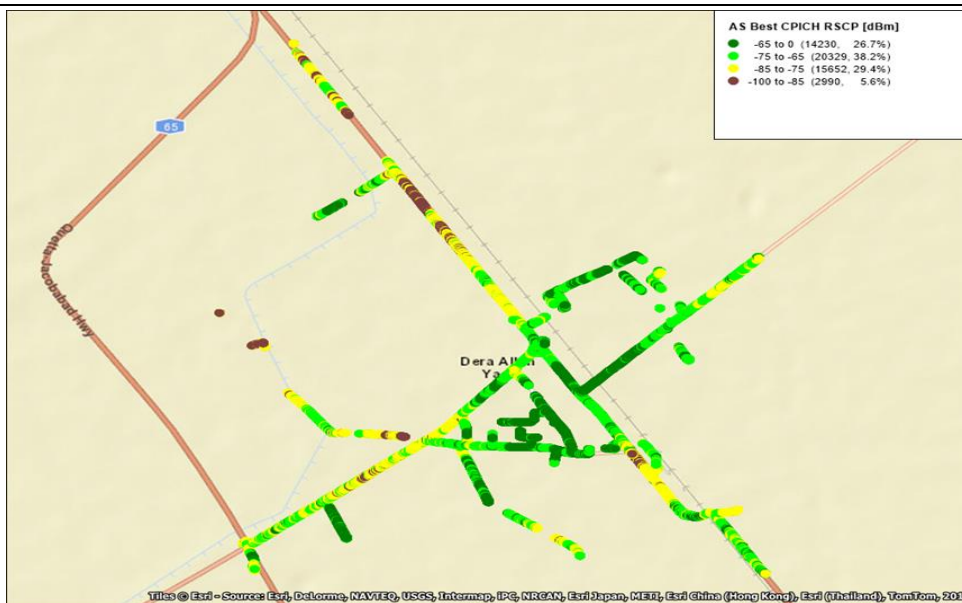 AS Best CPICH RSCP [dBm]
-65 to 0 (14230, 26.7%)
-75 to -65 (20329, 38.2%)
-85 to -75 (15652, 29.4%)
-100 to -85 (2990, 5.6%)
65
Quetta-Jacobabad Hwy
Dera Allah
Tiles © Esri - Source: Esri, DeLorme, NAVTEQ, USGS, Intermap, iPC, NRCAN, Esri Japan, METI, Esri China (Hong Kong), Esri (Thailand), TomTom, 201